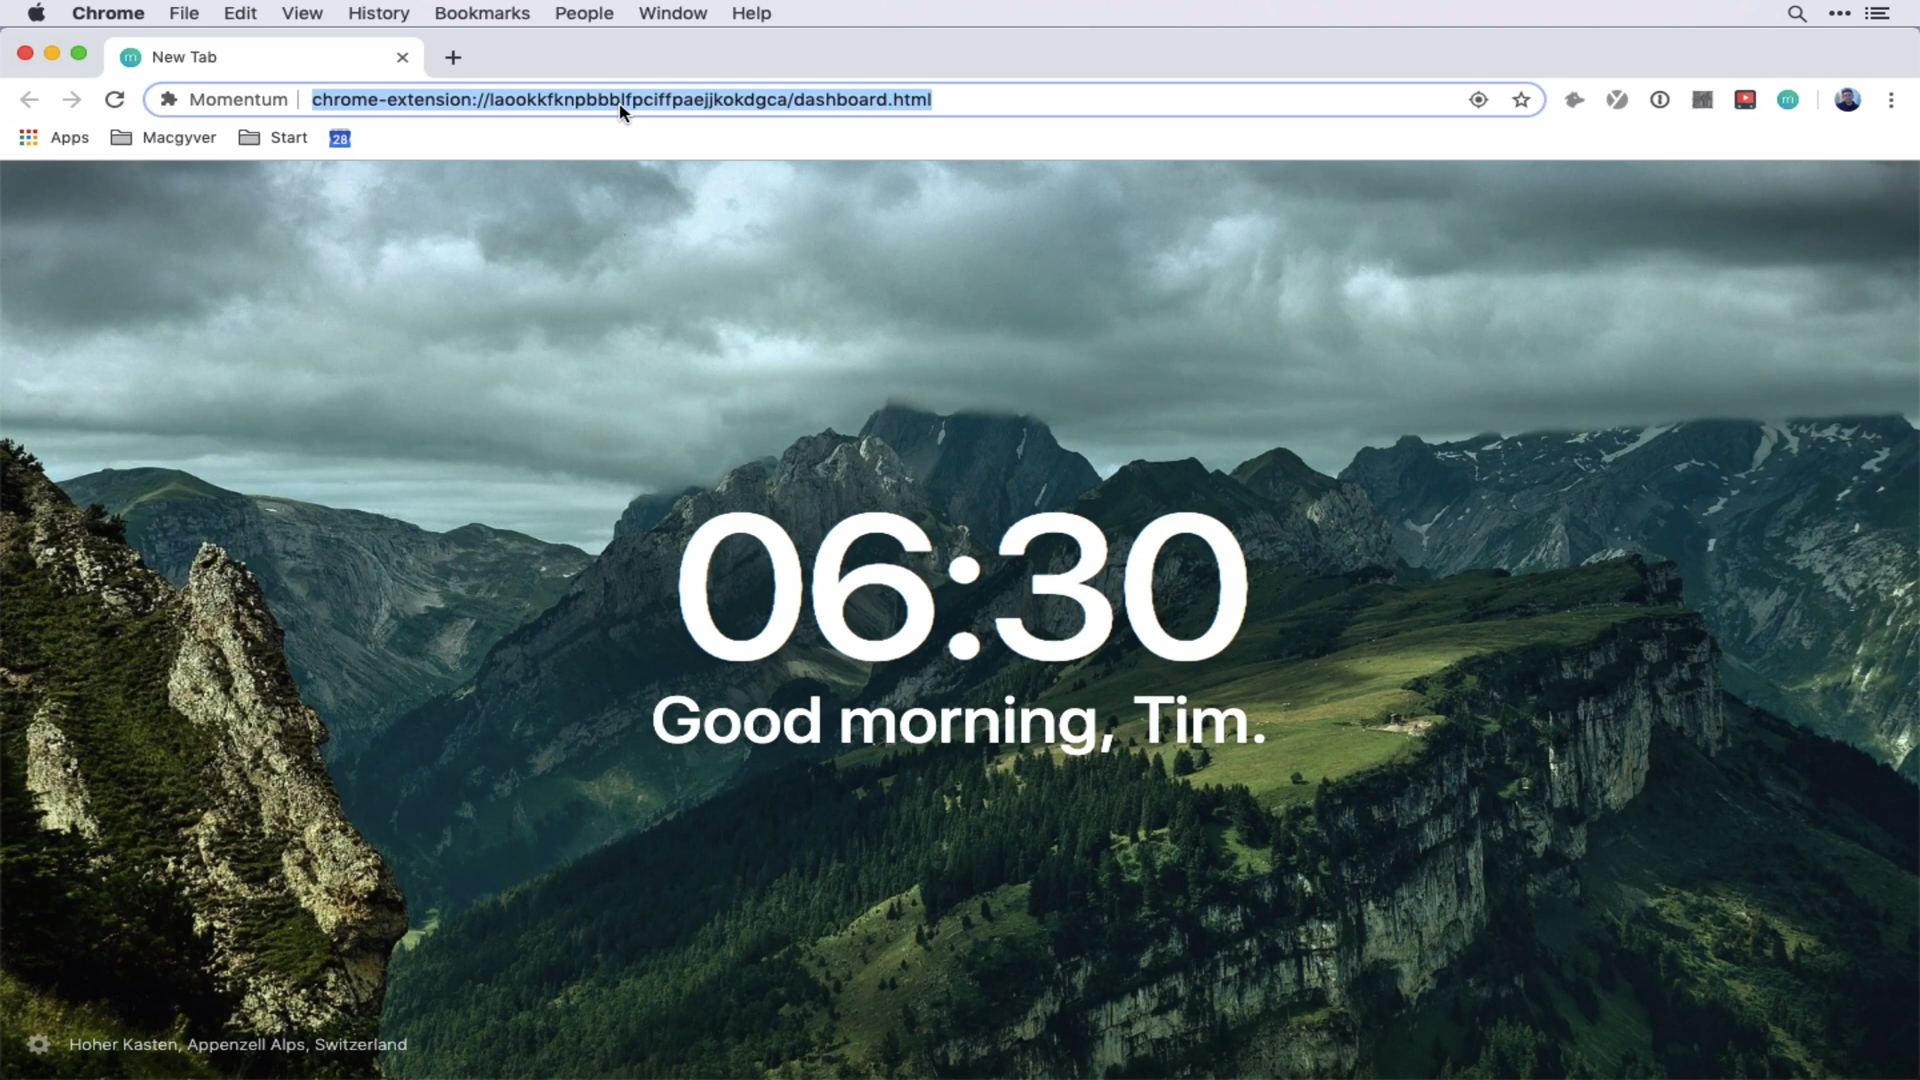 Chrome File Edit View History Bookmarks People Window Help
m New Tab
Momentum chrome-extension://laookkfknpbbblfpciffpaejjkokdgca/dashboard.html m
Apps Macgyver Start 28
06:30
Good morning, Tim.
Hoher Kasten, Appenzell Alps, Switzerland